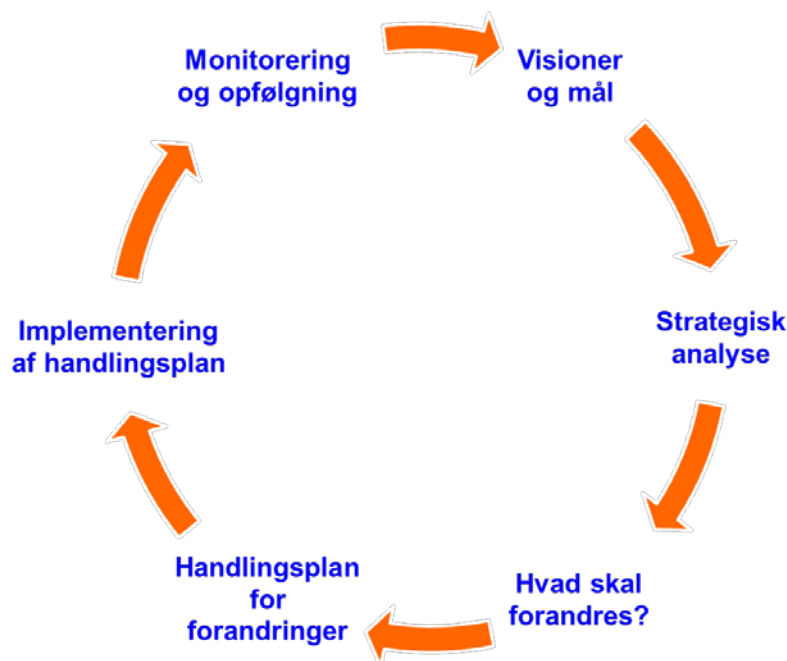 Monitorering
og opfølgning
Visioner
og mål
Strategisk
analyse
Hvad skal
forandres?
Handlingsplan
for
forandringer
Implementering
af handlingsplan